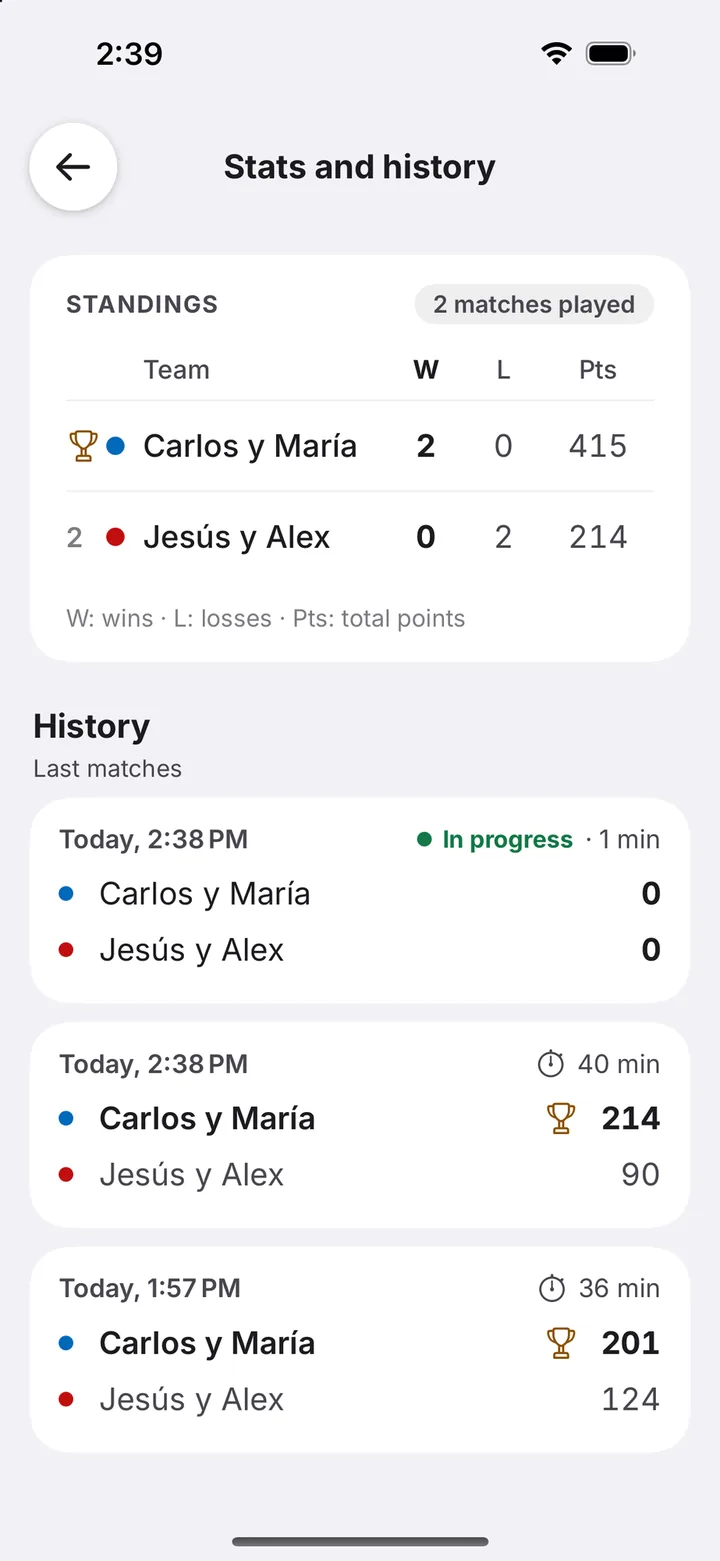 2:39
Stats and history
STANDINGS 2 matches played
Team W L Pts
Carlos y María 2 0 415
2 Jesús y Alex 0 2 214
W: wins · L: losses · Pts: total points
History
Last matches
Today, 2:38 PM In progress · 1 min
Carlos y María 0
Jesús y Alex 0
Today, 2:38 PM 40 min
Carlos y María 214
Jesús y Alex 90
Today, 1:57 PM 36 min
Carlos y María 201
Jesús y Alex 124